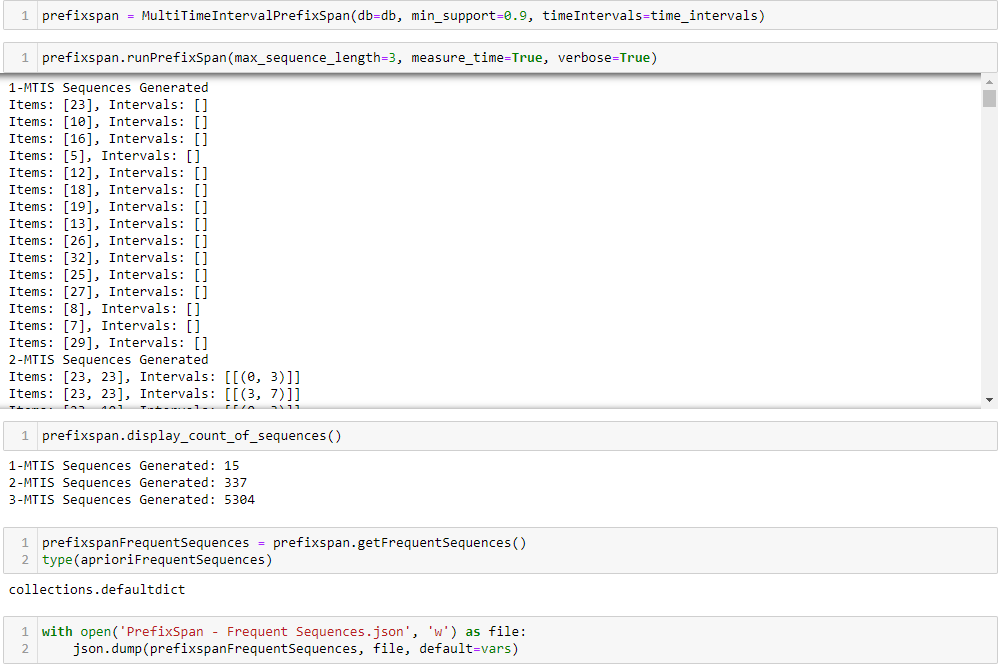 1 prefixspan = MultiTimeIntervalPrefixSpan(db=db, min_support=0.9, timeIntervals=time_intervals)
1 prefixspan.runPrefixSpan(max_sequence_length=3, measure_time=True, verbose=True)
1-MTIS Sequences Generated
Items: [23], Intervals: []
Items: [10], Intervals: []
Items: [16], Intervals: []
Items: [5], Intervals: []
Items: [12], Intervals: []
Items: [18], Intervals: []
Items: [19], Intervals: []
Items: [13], Intervals: []
Items: [26], Intervals: []
Items: [32], Intervals: []
Items: [25], Intervals: []
Items: [27], Intervals: []
Items: [8], Intervals: []
Items: [7], Intervals: []
Items: [29], Intervals: []
2-MTIS Sequences Generated
Items: [23, 23], Intervals: [[(0, 3)]]
Items: [23, 23], Intervals: [[(3, 7)]]
1 prefixspan.display_count_of_sequences()
1-MTIS Sequences Generated: 15
2-MTIS Sequences Generated: 337
3-MTIS Sequences Generated: 5304
1 prefixspanFrequentSequences = prefixspan.getFrequentSequences()
2 type(aprioriFrequentSequences)
collections.defaultdict
1 with open('PrefixSpan - Frequent Sequences.json', 'w') as file:
2     json.dump(prefixspanFrequentSequences, file, default=vars)